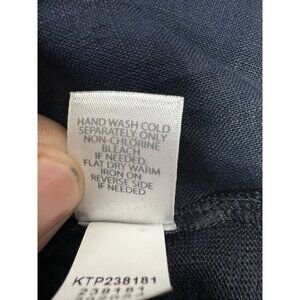 HAND WASH COLD
SEPARATELY, ONLY
NON-CHLORINE
BLEACH
IF NEEDED.
FLAT DRY WARM
IRON ON
REVERSE SIDE
IF NEEDED
KTP238181
238181